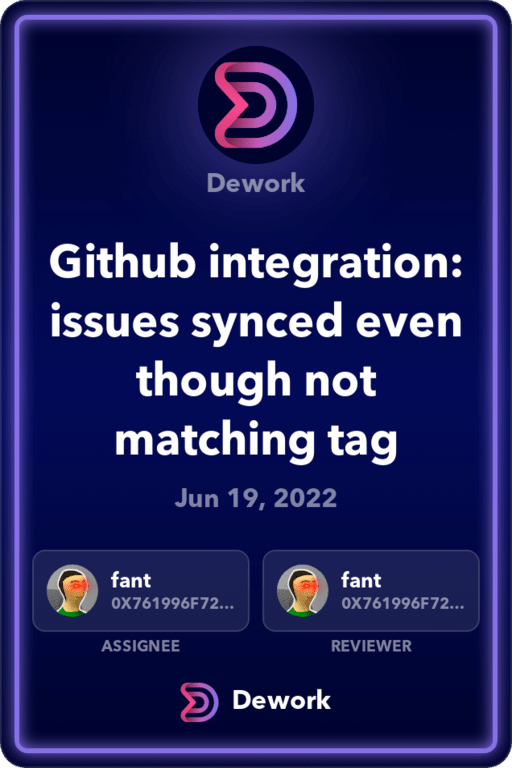 Dework
Github integration:
issues synced even
though not
matching tag
Jun 19, 2022
fant
0X761996F72...
ASSIGNEE
fant
0X761996F72...
REVIEWER
Dework